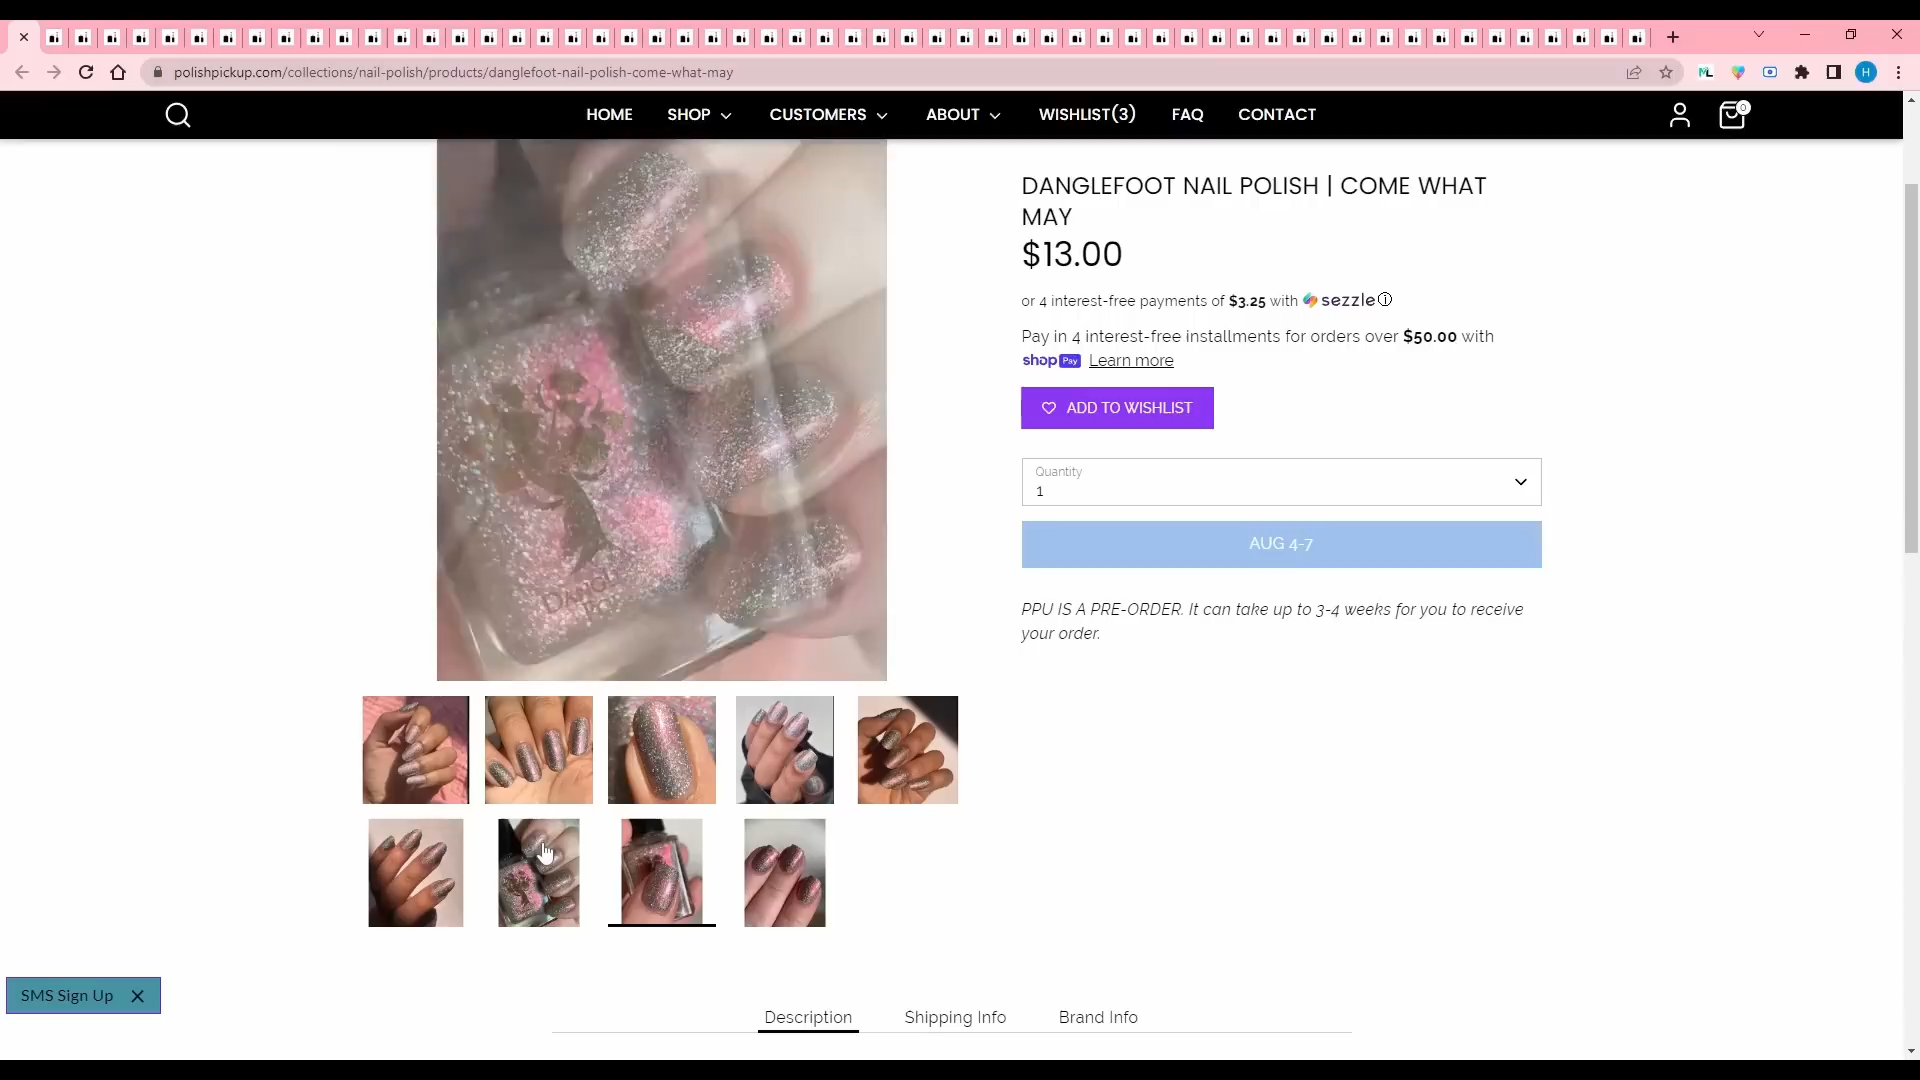 polishpickup.com/collections/nail-polish/products/danglefoot-nail-polish-come-what-may
H
HOME SHOP CUSTOMERS ABOUT WISHLIST(3) FAQ CONTACT
0
DANGLEFOOT NAIL POLISH | COME WHAT
MAY
$13.00
or 4 interest-free payments of $3.25 with sezzle
Pay in 4 interest-free installments for orders over $50.00 with
shop Pay Learn more
ADD TO WISHLIST
Quantity
1
AUG 4-7
PPU IS A PRE-ORDER. It can take up to 3-4 weeks for you to receive
your order.
SMS Sign Up
Description Shipping Info Brand Info